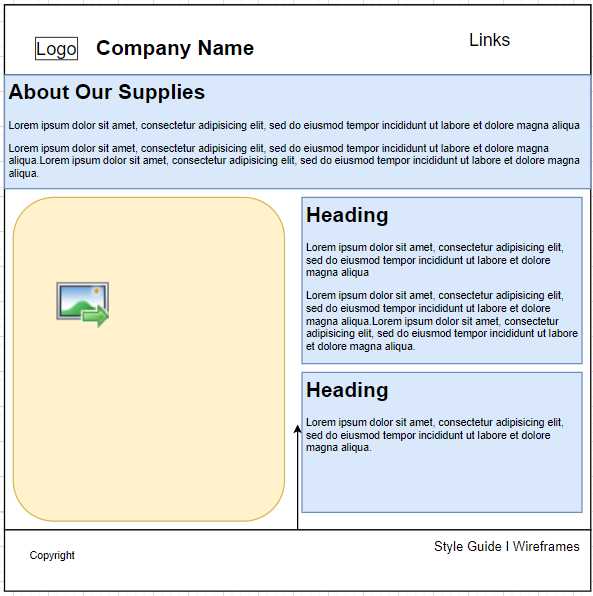 Logo
Company Name
Links
About Our Supplies
Lorem ipsum dolor sit amet, consectetur adipisicing elit, sed do eiusmod tempor incididunt ut labore et dolore magna aliqua
Lorem ipsum dolor sit amet, consectetur adipisicing elit, sed do eiusmod tempor incididunt ut labore et dolore magna
aliqua.Lorem ipsum dolor sit amet, consectetur adipisicing elit, sed do eiusmod tempor incididunt ut labore et dolore magna
aliqua.
Heading
Lorem ipsum dolor sit amet, consectetur adipisicing elit,
sed do eiusmod tempor incididunt ut labore et dolore
magna aliqua
Lorem ipsum dolor sit amet, consectetur adipisicing elit,
sed do eiusmod tempor incididunt ut labore et dolore
magna aliqua.Lorem ipsum dolor sit amet, consectetur
adipisicing elit, sed do eiusmod tempor incididunt ut
labore et dolore magna aliqua.
Heading
Lorem ipsum dolor sit amet, consectetur adipisicing elit,
sed do eiusmod tempor incididunt ut labore et dolore
magna aliqua.
Style Guide I Wireframes
Copyright